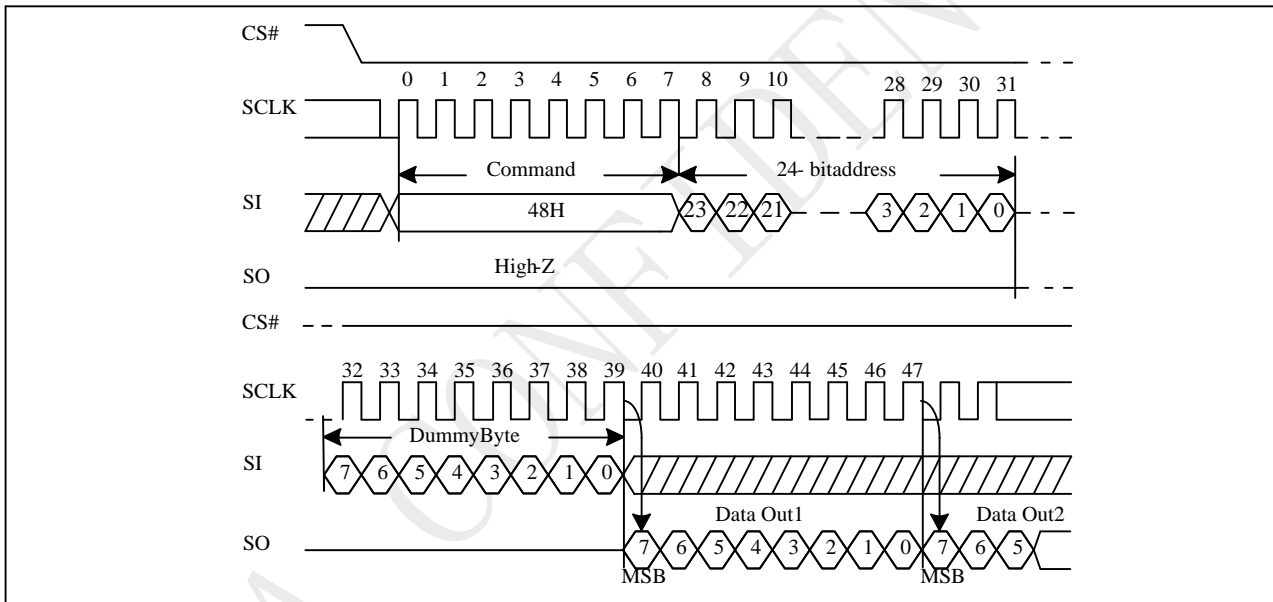 CS#
0 1 2 3 4 5 6 7 8 9 10 28 29 30 31
SCLK
Command 24- bitaddress
SI 48H 23 22 21 3 2 1 0
High-Z
SO
CS#
32 33 34 35 36 37 38 39 40 41 42 43 44 45 46 47
SCLK
DummyByte
SI 7 6 5 4 3 2 1 0
Data Out1 Data Out2
SO 7 6 5 4 3 2 1 0 7 6 5
MSB MSB
CONFIDEN